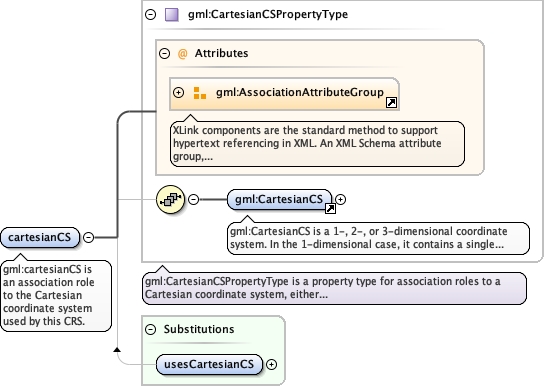 gml:CartesianCSPropertyType
Attributes
gml:AssociationAttributeGroup
XLink components are the standard method to support
hypertext referencing in XML. An XML Schema attribute
group,...
gml:CartesianCS
gml:CartesianCS is a 1-, 2-, or 3-dimensional coordinate
system. In the 1-dimensional case, it contains a single...
cartesianCS
gml:cartesianCS is
an association role
to the Cartesian
coordinate system
used by this CRS.
gml:CartesianCSPropertyType is a property type for association roles to a
Cartesian coordinate system, either...
Substitutions
usesCartesianCS